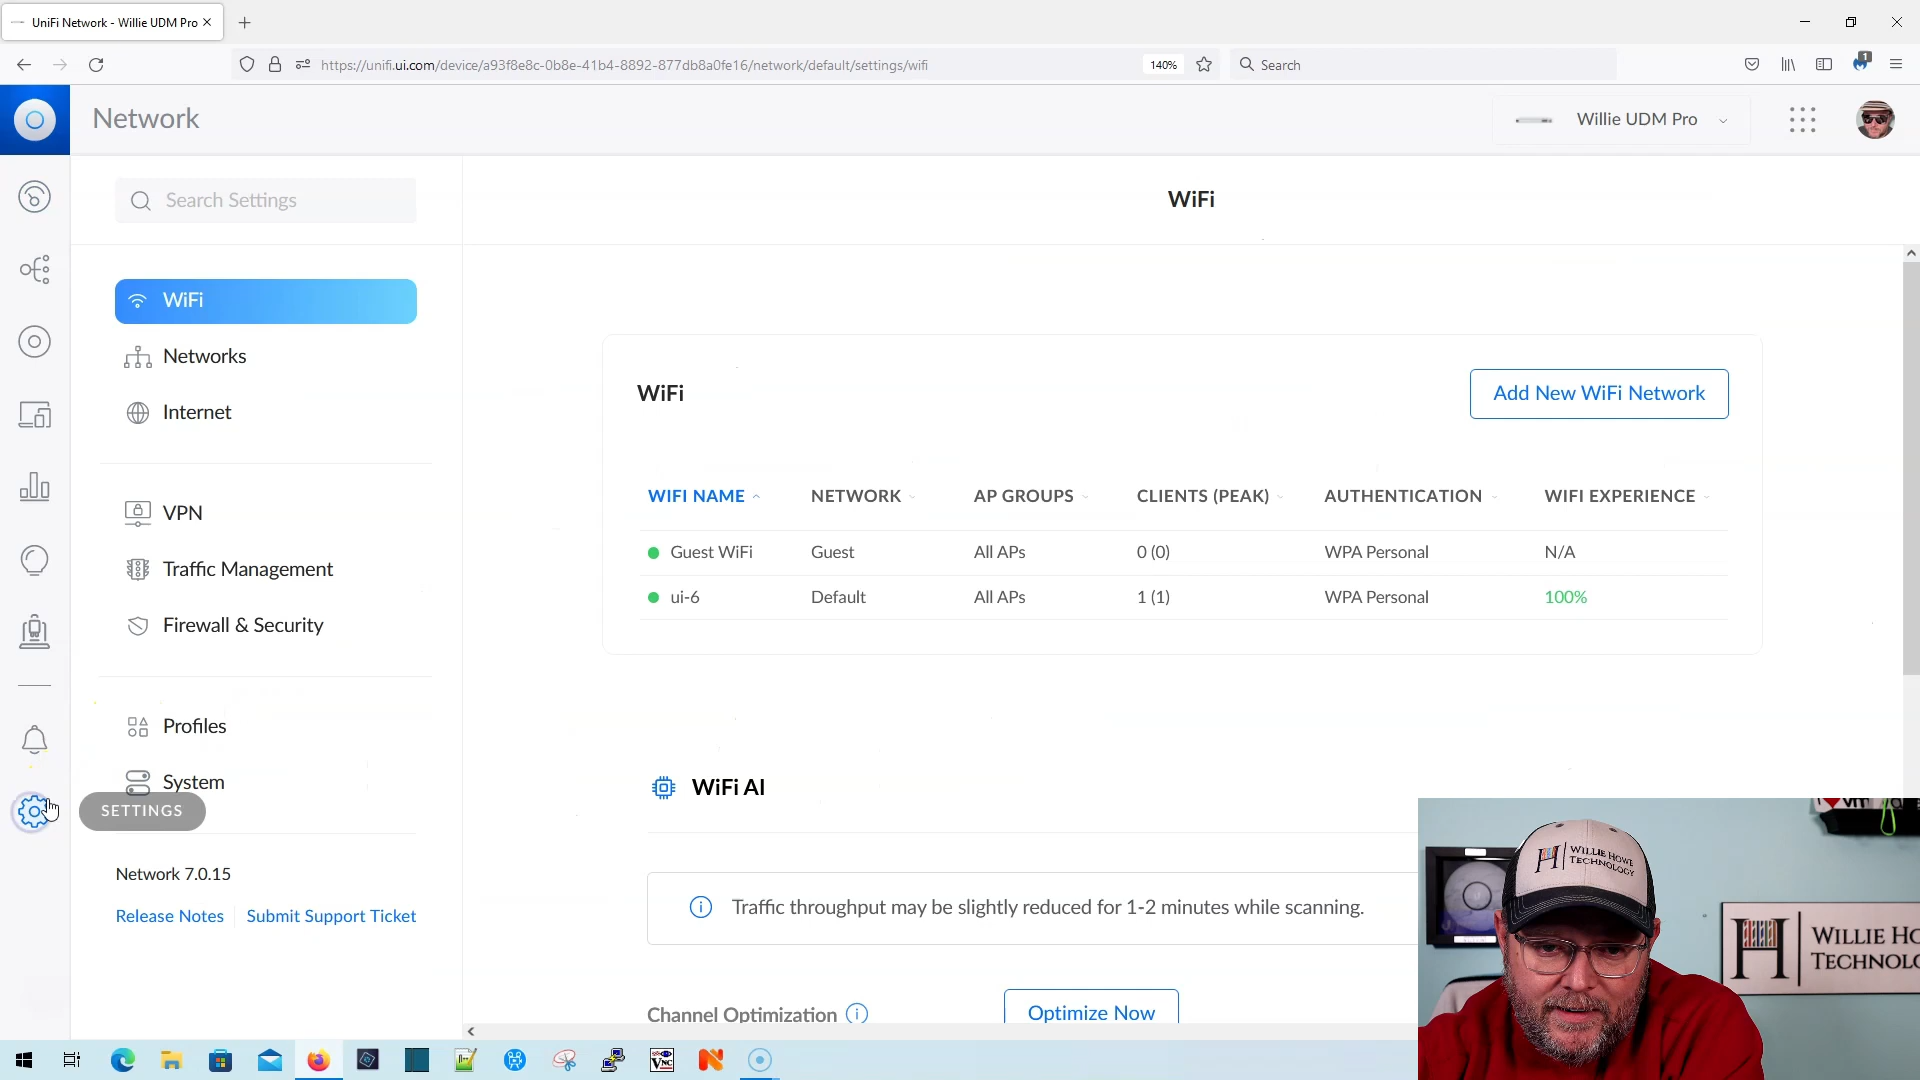 UniFi Network - Willie UDM Pro
https://unifi.ui.com/device/a93f8e8c-0b8e-41b4-8892-877db8a0fe16/network/default/settings/wifi
140%
Search
1
Network
Willie UDM Pro
Search Settings
WiFi
WiFi
Networks
Internet
VPN
Traffic Management
Firewall & Security
Profiles
System
SETTINGS
Network 7.0.15
Release Notes
Submit Support Ticket
WiFi
Add New WiFi Network
WIFI NAME NETWORK AP GROUPS CLIENTS (PEAK) AUTHENTICATION WIFI EXPERIENCE
Guest WiFi Guest All APs 0 (0) WPA Personal N/A
ui-6 Default All APs 1 (1) WPA Personal 100%
WiFi AI
Traffic throughput may be slightly reduced for 1-2 minutes while scanning.
Channel Optimization
Optimize Now
WILLIE HOWE
TECHNOLOGY
WILLIE HO
TECHNOLO
VNC